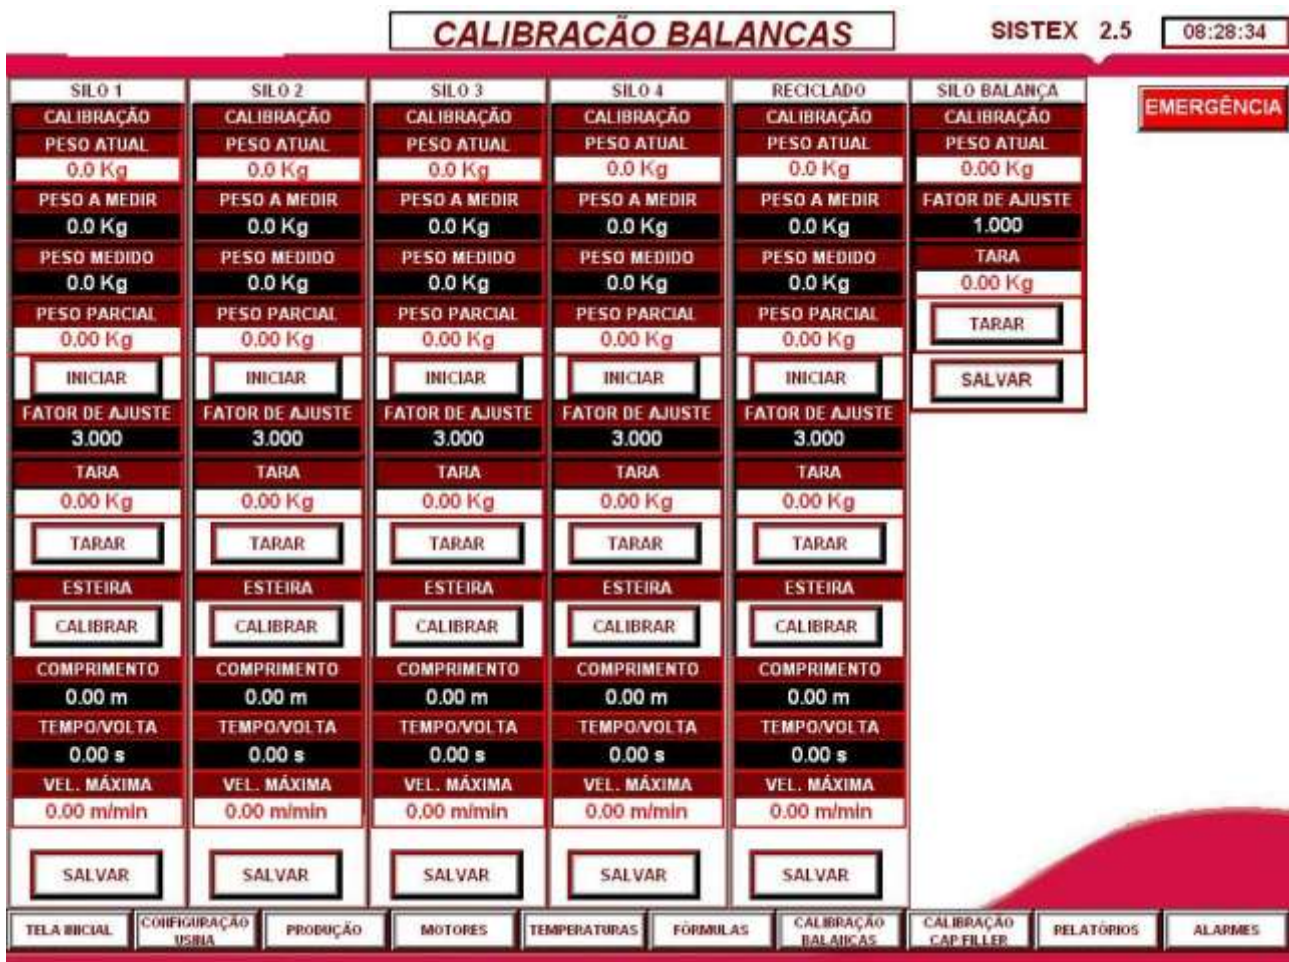 CALIBRAÇÃO BALANÇAS
SISTEX 2.5
08:28:34
EMERGÊNCIA
SILO 1
CALIBRAÇÃO
PESO ATUAL
0.0 Kg
PESO A MEDIR
0.0 Kg
PESO MEDIDO
0.0 Kg
PESO PARCIAL
0.00 Kg
INICIAR
FATOR DE AJUSTE
3.000
TARA
0.00 Kg
TARAR
ESTEIRA
CALIBRAR
COMPRIMENTO
0.00 m
TEMPO/VOLTA
0.00 s
VEL. MÁXIMA
0.00 m/min
SALVAR
SILO 2
CALIBRAÇÃO
PESO ATUAL
0.0 Kg
PESO A MEDIR
0.0 Kg
PESO MEDIDO
0.0 Kg
PESO PARCIAL
0.00 Kg
INICIAR
FATOR DE AJUSTE
3.000
TARA
0.00 Kg
TARAR
ESTEIRA
CALIBRAR
COMPRIMENTO
0.00 m
TEMPO/VOLTA
0.00 s
VEL. MÁXIMA
0.00 m/min
SALVAR
SILO 3
CALIBRAÇÃO
PESO ATUAL
0.0 Kg
PESO A MEDIR
0.0 Kg
PESO MEDIDO
0.0 Kg
PESO PARCIAL
0.00 Kg
INICIAR
FATOR DE AJUSTE
3.000
TARA
0.00 Kg
TARAR
ESTEIRA
CALIBRAR
COMPRIMENTO
0.00 m
TEMPO/VOLTA
0.00 s
VEL. MÁXIMA
0.00 m/min
SALVAR
SILO 4
CALIBRAÇÃO
PESO ATUAL
0.0 Kg
PESO A MEDIR
0.0 Kg
PESO MEDIDO
0.0 Kg
PESO PARCIAL
0.00 Kg
INICIAR
FATOR DE AJUSTE
3.000
TARA
0.00 Kg
TARAR
ESTEIRA
CALIBRAR
COMPRIMENTO
0.00 m
TEMPO/VOLTA
0.00 s
VEL. MÁXIMA
0.00 m/min
SALVAR
RECICLADO
CALIBRAÇÃO
PESO ATUAL
0.0 Kg
PESO A MEDIR
0.0 Kg
PESO MEDIDO
0.0 Kg
PESO PARCIAL
0.00 Kg
INICIAR
FATOR DE AJUSTE
3.000
TARA
0.00 Kg
TARAR
ESTEIRA
CALIBRAR
COMPRIMENTO
0.00 m
TEMPO/VOLTA
0.00 s
VEL. MÁXIMA
0.00 m/min
SALVAR
SILO BALANÇA
CALIBRAÇÃO
PESO ATUAL
0.00 Kg
FATOR DE AJUSTE
1.000
TARA
0.00 Kg
TARAR
SALVAR
TELA INICIAL
CONFIGURAÇÃO
USINA
PRODUÇÃO
MOTORES
TEMPERATURAS
FÓRMULAS
CALIBRAÇÃO
BALANÇAS
CALIBRAÇÃO
CAP FILLER
RELATÓRIOS
ALARMES